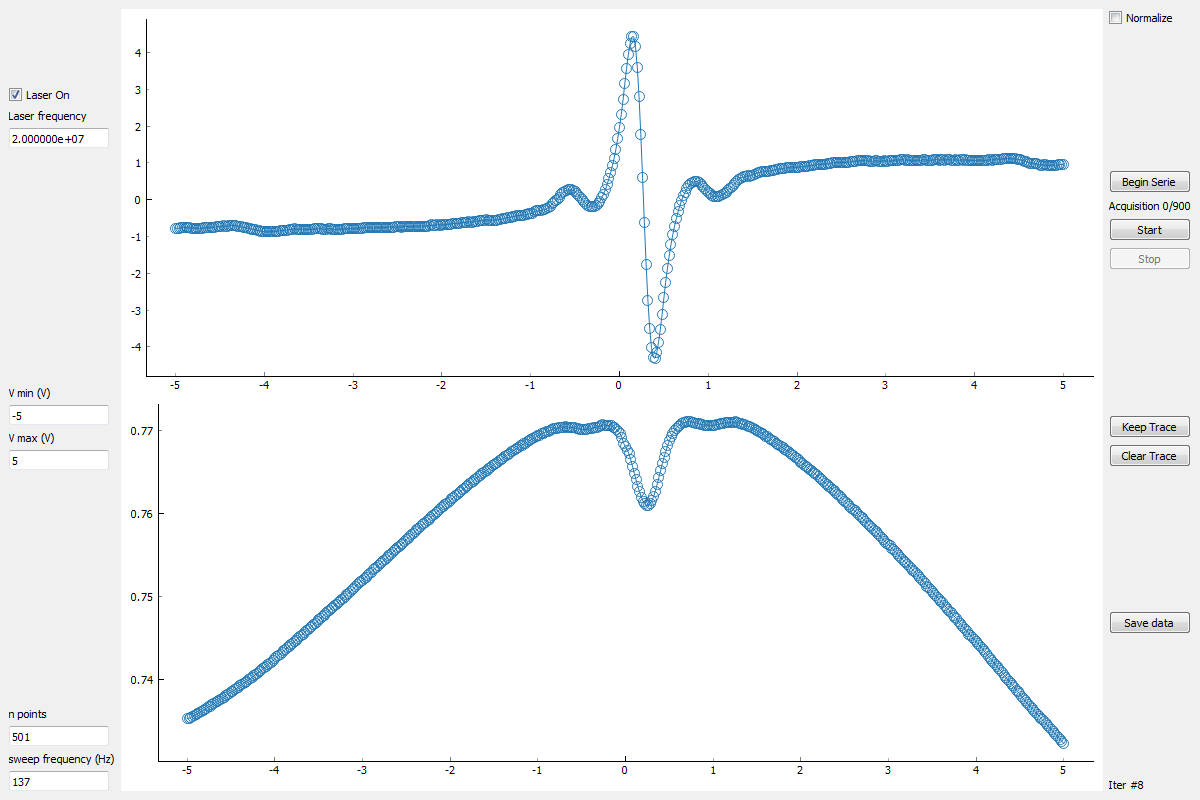 Normalize
Laser On
Laser frequency
2.000000e+07
4
3
2
1
0
-1
-2
-3
-4
-5 -4 -3 -2 -1 0 1 2 3 4 5
Begin Serie
Acquisition 0/900
Start
Stop
V min (V)
-5
V max (V)
5
0.77
0.76
0.75
0.74
-5 -4 -3 -2 -1 0 1 2 3 4 5
Keep Trace
Clear Trace
Save data
n points
501
sweep frequency (Hz)
137
Iter #8